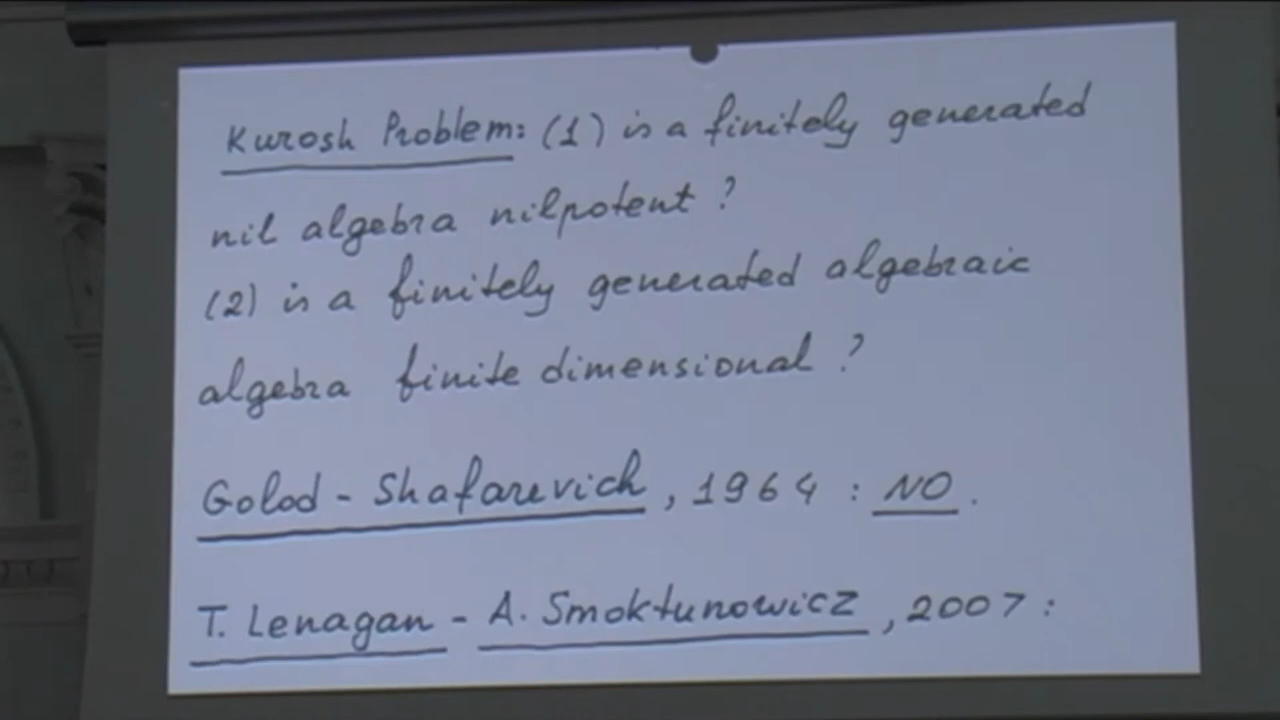 Kurosh Problem: (1) is a finitely generated
nil algebra nilpotent ?
(2) is a finitely generated algebraic
algebra finite dimensional ?
Golod - Shafarevich, 1964 : NO.
T. Lenagan - A. Smoktunowicz, 2007 :